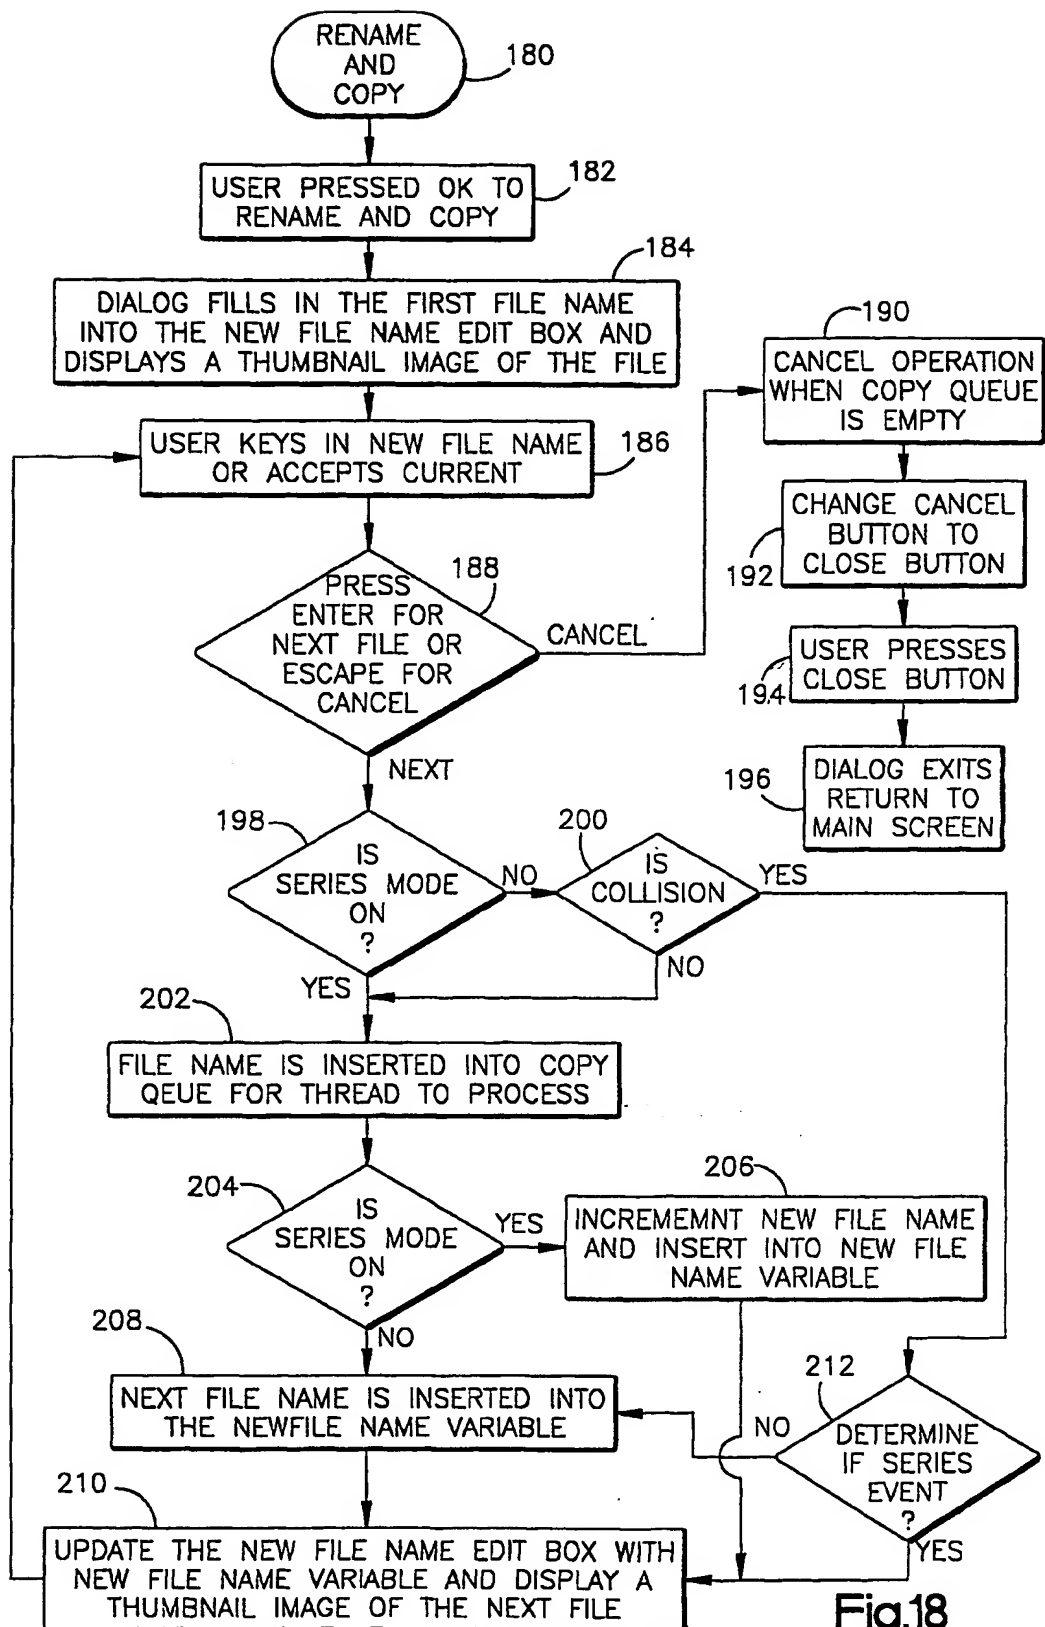 RENAME
AND
COPY
180
USER PRESSED OK TO
RENAME AND COPY
182
184
DIALOG FILLS IN THE FIRST FILE NAME
INTO THE NEW FILE NAME EDIT BOX AND
DISPLAYS A THUMBNAIL IMAGE OF THE FILE
USER KEYS IN NEW FILE NAME
OR ACCEPTS CURRENT
186
PRESS
ENTER FOR
NEXT FILE OR
ESCAPE FOR
CANCEL
188
CANCEL
NEXT
190
CANCEL OPERATION
WHEN COPY QUEUE
IS EMPTY
CHANGE CANCEL
BUTTON TO
CLOSE BUTTON
192
USER PRESSES
CLOSE BUTTON
194
DIALOG EXITS
RETURN TO
MAIN SCREEN
196
198
IS
SERIES MODE
ON
?
NO
YES
200
IS
COLLISION
?
YES
NO
202
FILE NAME IS INSERTED INTO COPY
QEUE FOR THREAD TO PROCESS
204
IS
SERIES MODE
ON
?
YES
NO
206
INCREMEMNT NEW FILE NAME
AND INSERT INTO NEW FILE
NAME VARIABLE
208
NEXT FILE NAME IS INSERTED INTO
THE NEWFILE NAME VARIABLE
212
DETERMINE
IF SERIES
EVENT
?
NO
YES
210
UPDATE THE NEW FILE NAME EDIT BOX WITH
NEW FILE NAME VARIABLE AND DISPLAY A
THUMBNAIL IMAGE OF THE NEXT FILE
Fig.18